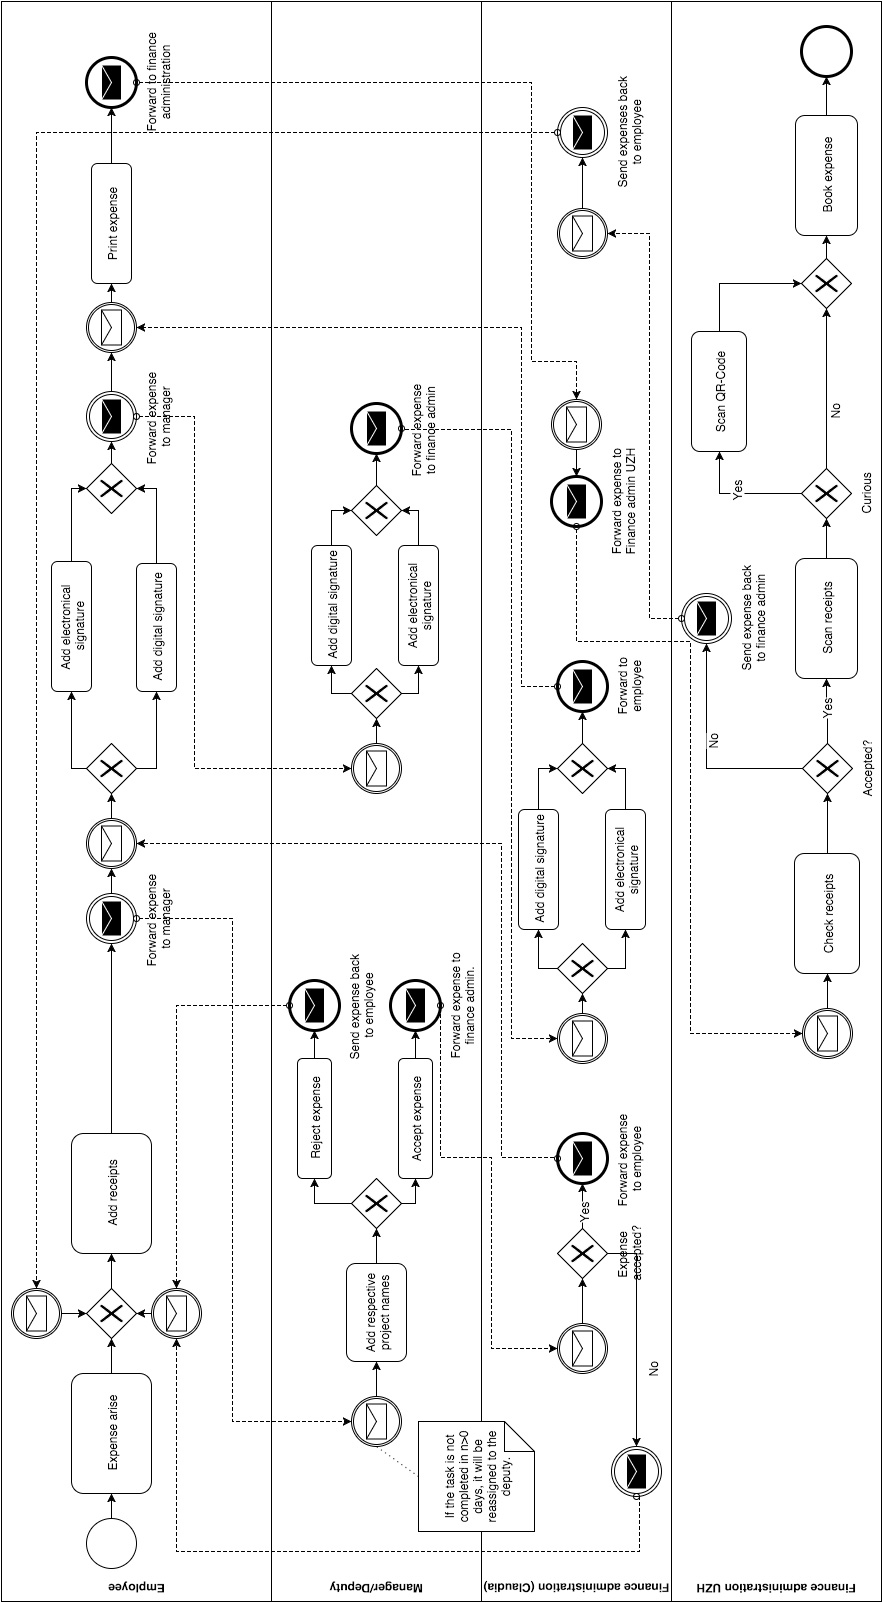 Employee
Expense arise
Add receipts
Forward expense
to manager
Add electronical
signature
Add digital signature
Forward expense
to manager
Print expense
Forward to finance
administration
Manager/Deputy
If the task is not
completed in n>0
days, it will be
reassigned to the
deputy.
Add respective
project names
Reject expense
Accept expense
Send expense back
to employee
Forward expense to
finance admin.
Add digital signature
Add electronical
signature
Forward expense
to finance admin
Finance administration (Claudia)
No
Expense
accepted?
Yes
Forward expense
to employee
Add digital signature
Add electronical
signature
Forward to
employee
Forward expense to
Finance admin UZH
Send expenses back
to employee
Finance administration UZH
Check receipts
Accepted?
No
Yes
Send expense back
to finance admin
Scan receipts
Curious
Yes
No
Scan QR-Code
Book expense